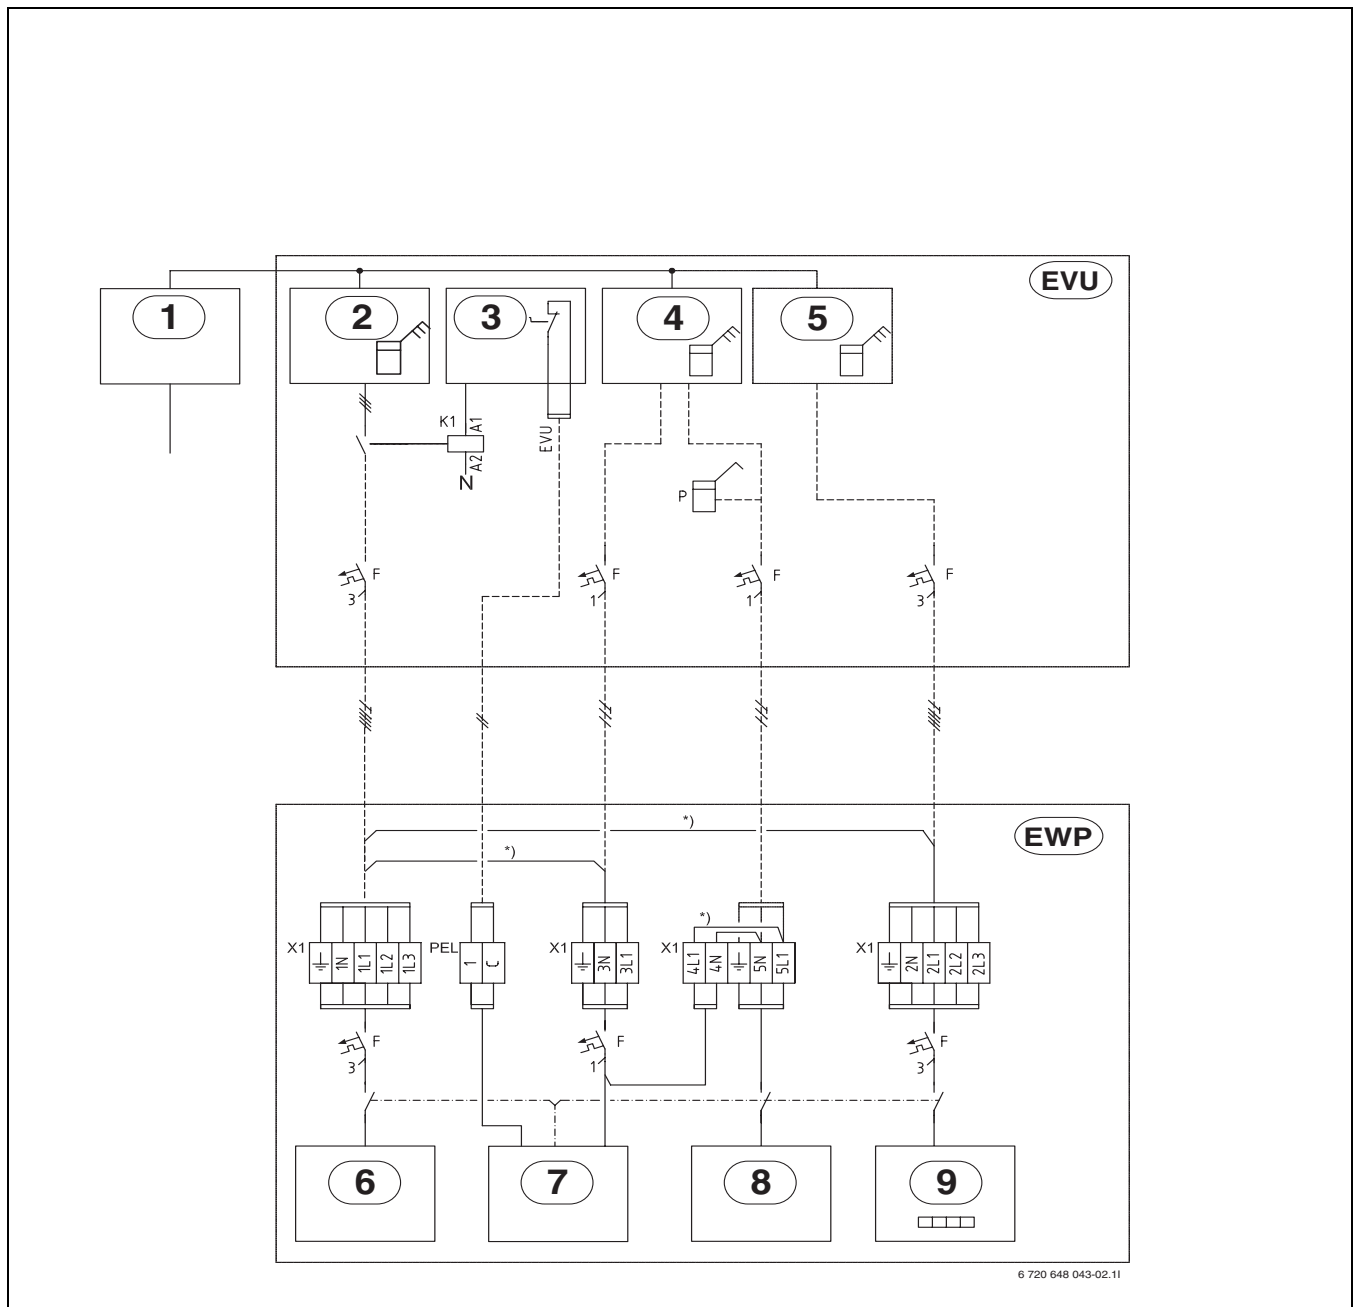 EVU
1
2
3
4
5
K1
A1
A2
N
EVU
P
F
3
F
1
F
1
F
3
EWP
*)
*)
*)
X1
1N
1L1
1L2
1L3
PEL
1
C
X1
3N
3L1
X1
4L1
4N
5N
5L1
X1
2N
2L1
2L2
2L3
F
3
F
1
F
3
6
7
8
9
6 720 648 043-02.1I